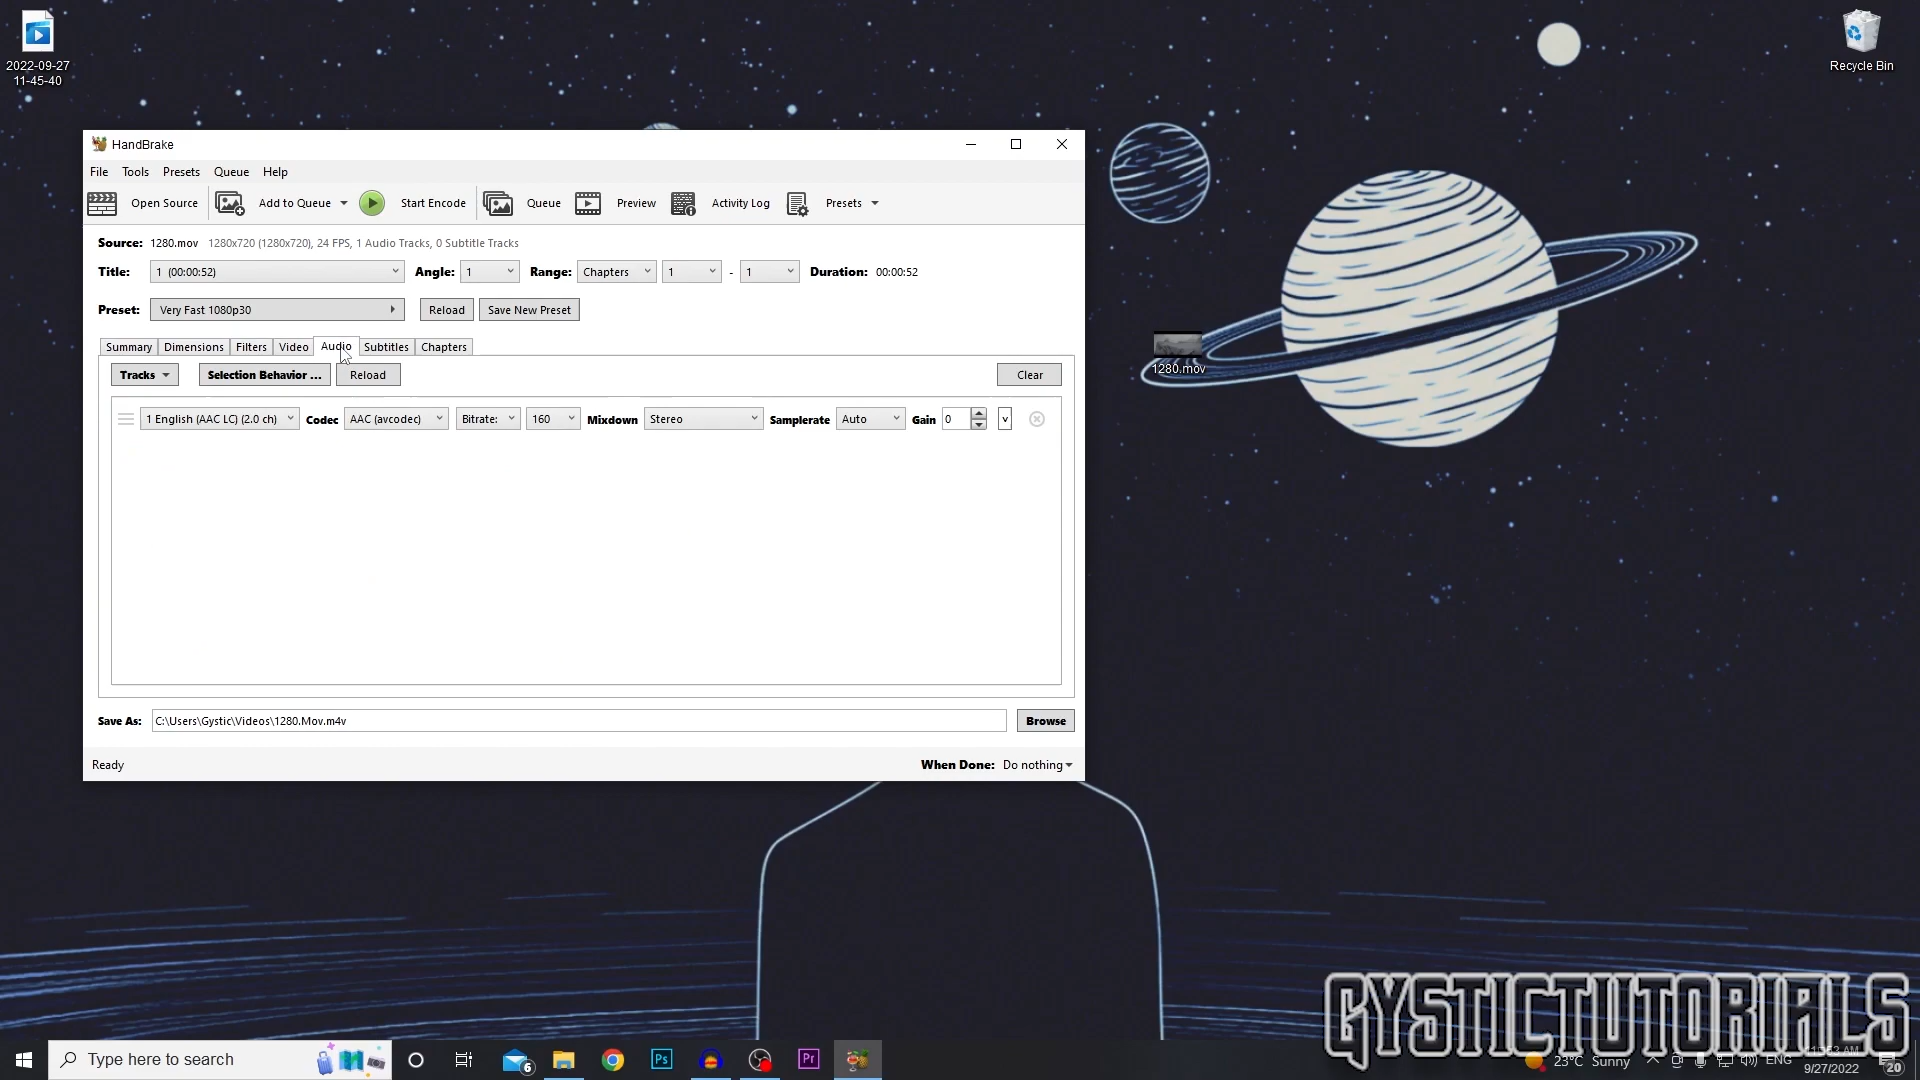 2022-09-27
11-45-40
Recycle Bin
HandBrake
File Tools Presets Queue Help
Open Source Add to Queue Start Encode Queue Preview Activity Log Presets
Source: 1280.mov 1280x720 (1280x720), 24 FPS, 1 Audio Tracks, 0 Subtitle Tracks
Title: 1 (00:00:52) Angle: 1 Range: Chapters 1 - 1 Duration: 00:00:52
Preset: Very Fast 1080p30 Reload Save New Preset
Summary Dimensions Filters Video Audio Subtitles Chapters
Tracks Selection Behavior ... Reload Clear
1 English (AAC LC) (2.0 ch) Codec AAC (avcodec) Bitrate: 160 Mixdown Stereo Samplerate Auto Gain 0 v
1280.mov
Save As: C:\Users\Gystic\Videos\1280.Mov.m4v Browse
Ready When Done: Do nothing
GYSTICTUTORIALS
Type here to search 6 Ps Pr 23°C Sunny ENG
9/27/2022 20